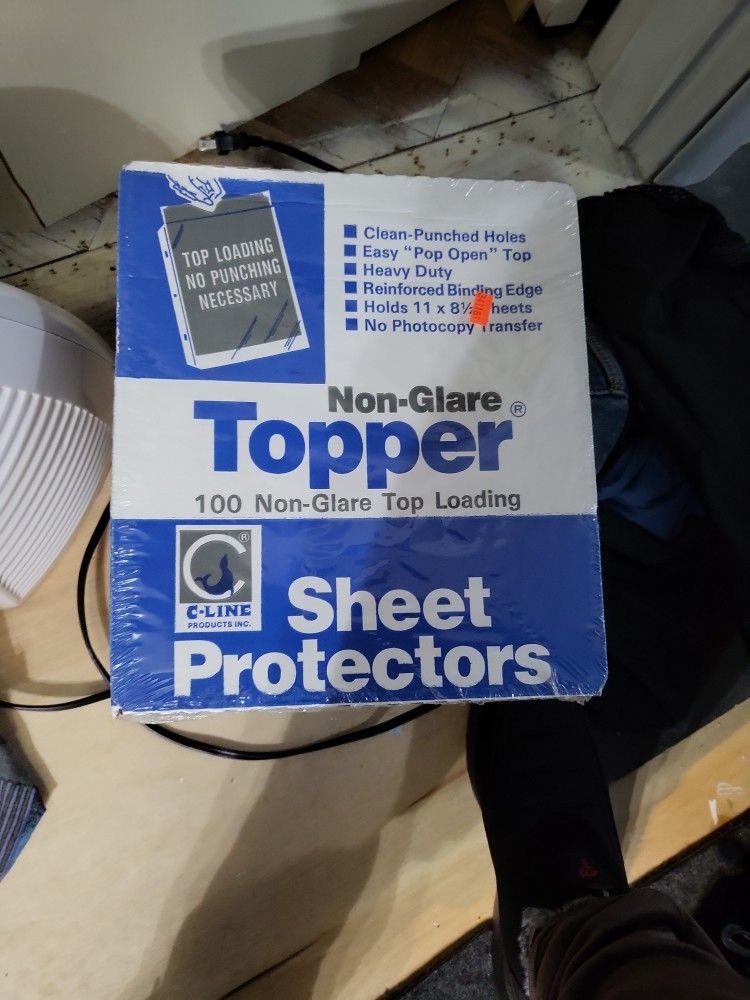 TOP LOADING
NO PUNCHING
NECESSARY
Clean-Punched Holes
Easy "Pop Open" Top
Heavy Duty
Reinforced Binding Edge
Holds 11 x 8½ heets
No Photocopy Transfer
Non-Glare
Topper®
100 Non-Glare Top Loading
C®
C-LINE
PRODUCTS INC.
Sheet
Protectors